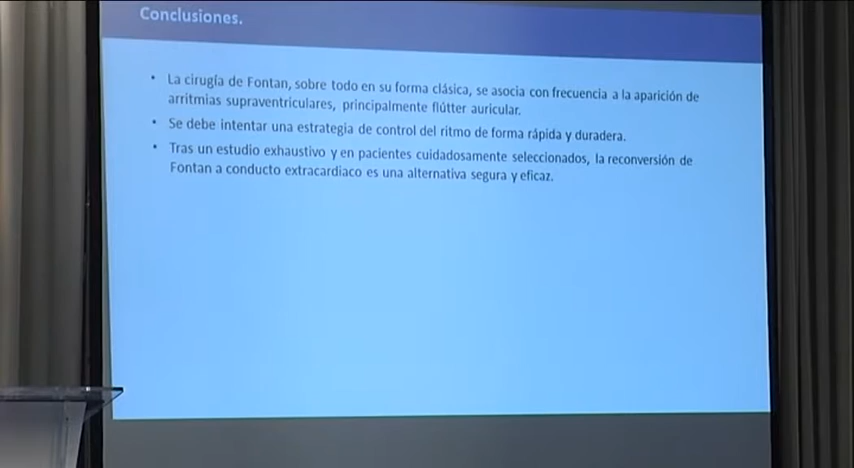 Conclusiones.
• La cirugía de Fontan, sobre todo en su forma clásica, se asocia con frecuencia a la aparición de
arritmias supraventriculares, principalmente flútter auricular.
• Se debe intentar una estrategia de control del ritmo de forma rápida y duradera.
• Tras un estudio exhaustivo y en pacientes cuidadosamente seleccionados, la reconversión de
Fontan a conducto extracardiaco es una alternativa segura y eficaz.